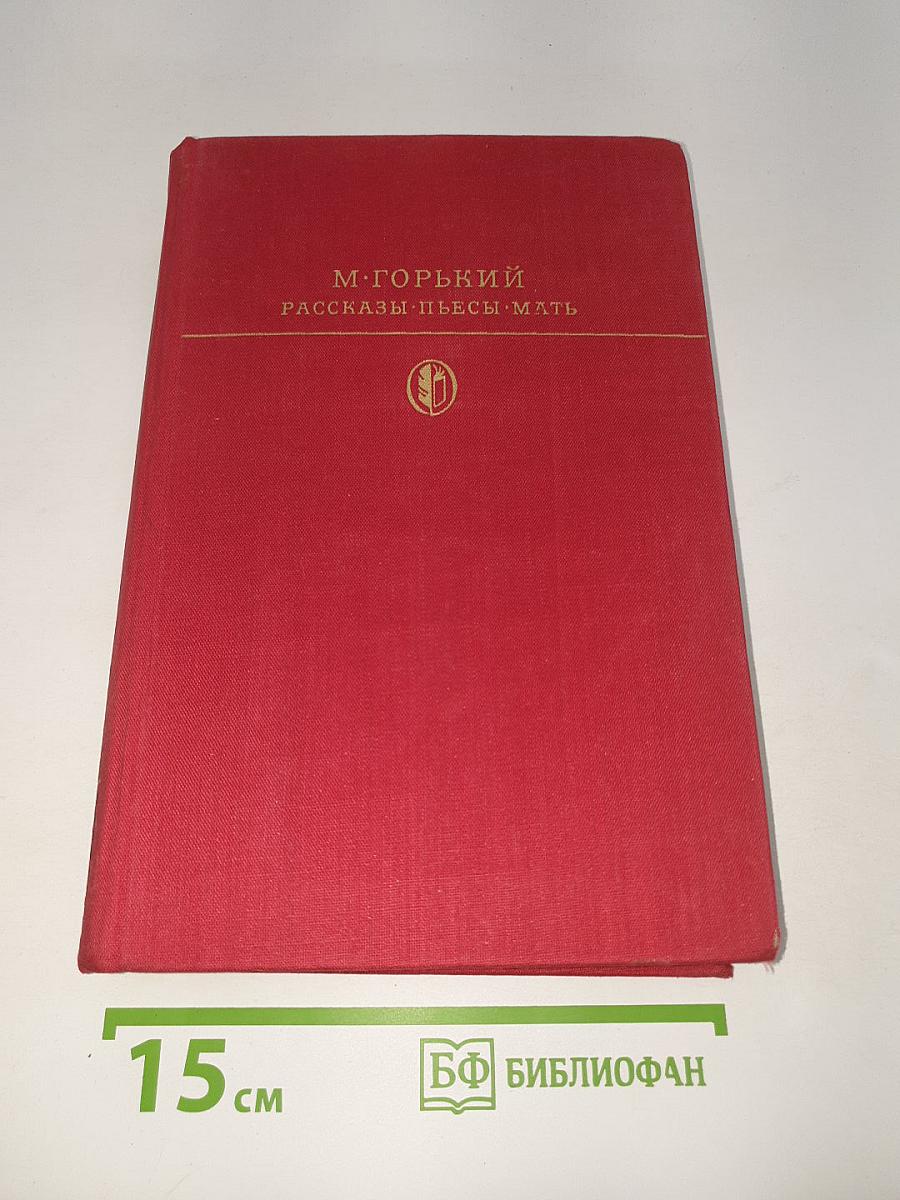 М·ГОРЬКИЙ
РАССКАЗЫ·ПЬЕСЫ·МАТЬ
15 см
БФ БИБЛИОФАН